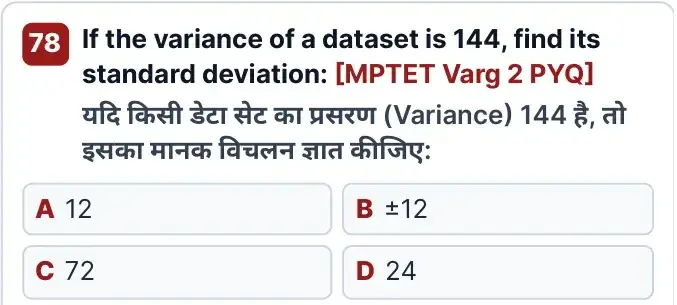 78 If the variance of a dataset is 144, find its
standard deviation: [MPTET Varg 2 PYQ]
यदि किसी डेटा सेट का प्रसरण (Variance) 144 है, तो
इसका मानक विचलन ज्ञात कीजिए:
A 12
B ±12
C 72
D 24